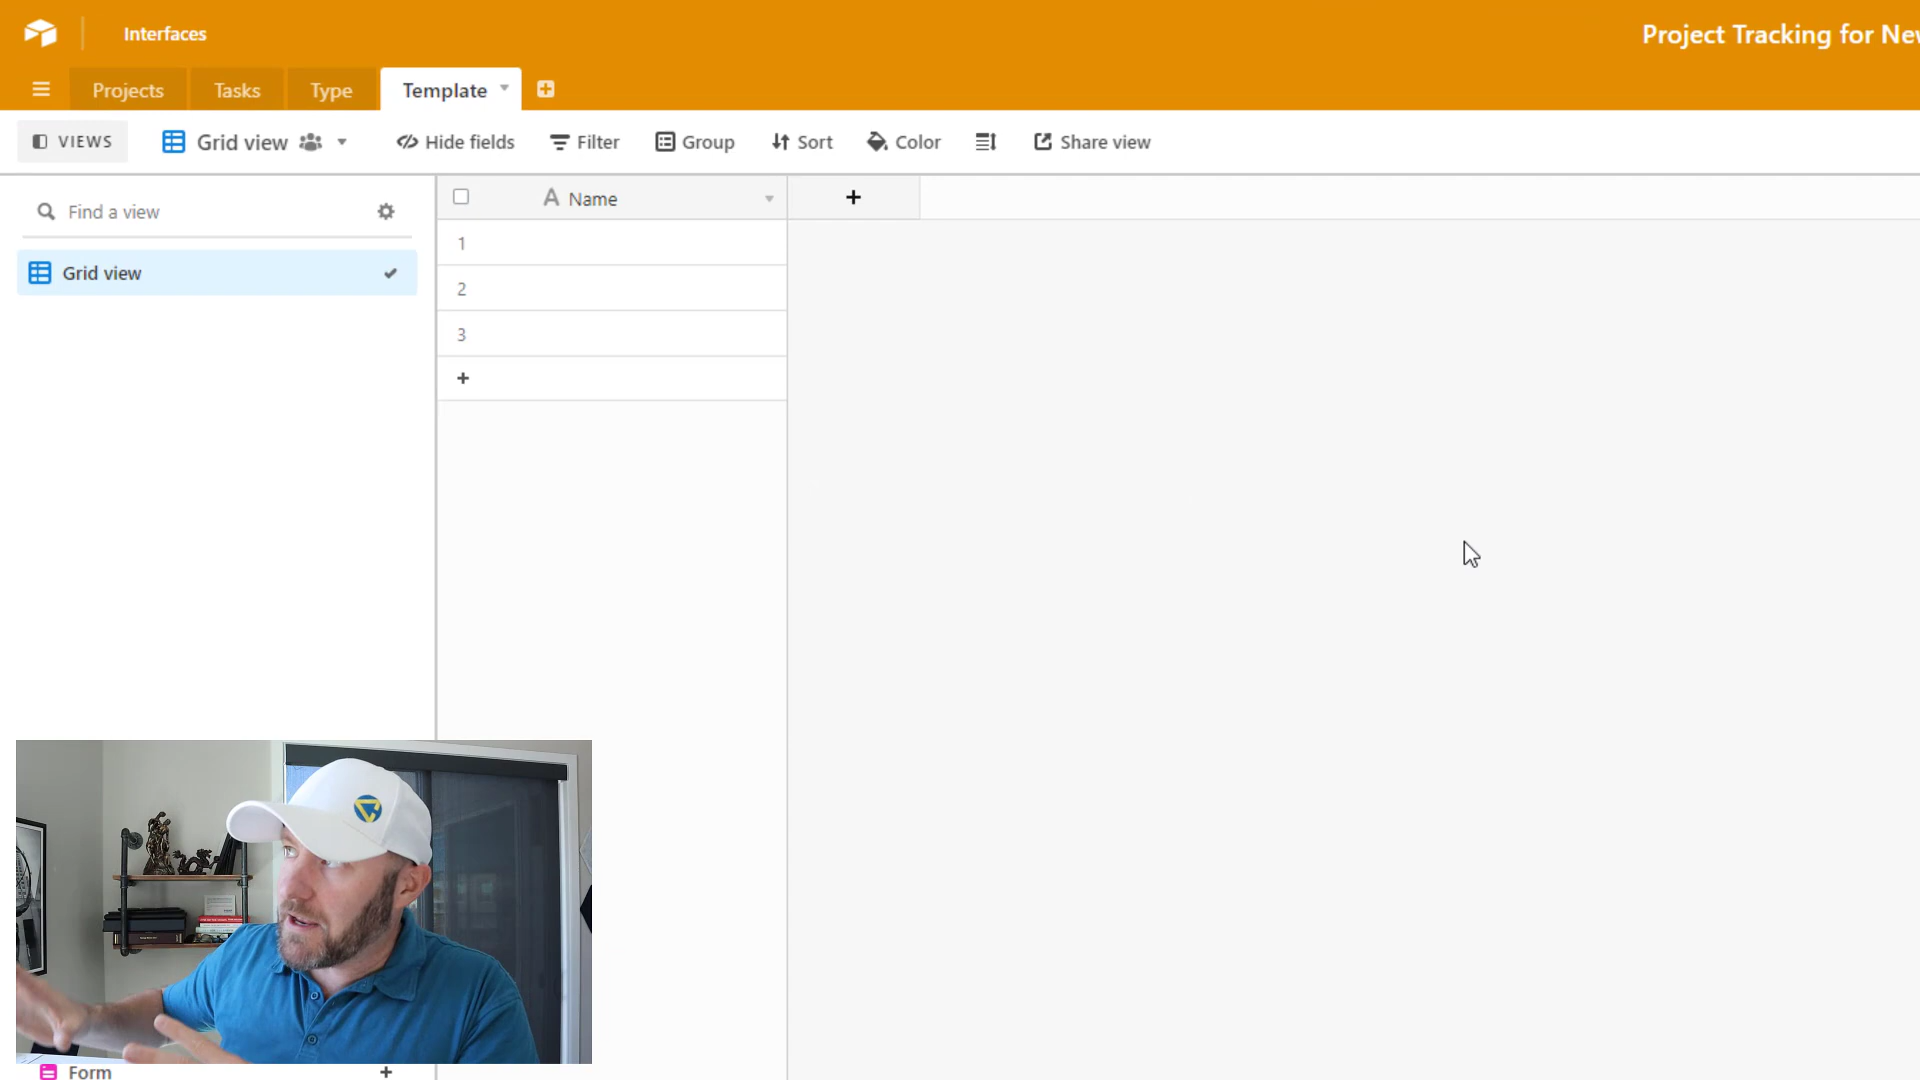 Interfaces
Project Tracking for New
Projects
Tasks
Type
Template
VIEWS
Grid view
Hide fields
Filter
Group
Sort
Color
Share view
Find a view
Name
Grid view
1
2
3
Form